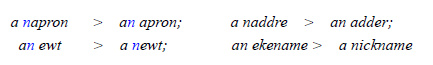 a napron > an apron; a naddre > an adder;
an ewt > a newt; an ekename > a nickname